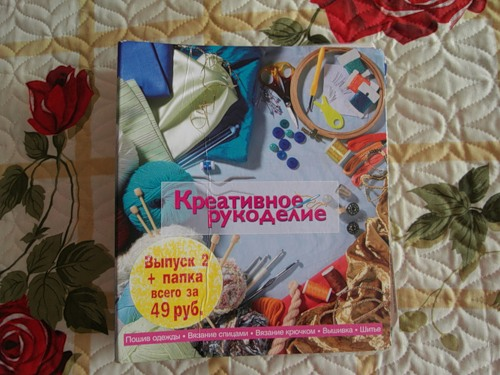 Креативное
рукоделие
Выпуск 2
+ папка
всего за
49 руб.
Пошив одежды • Вязание спицами • Вязание крючком • Вышивка • Шитье